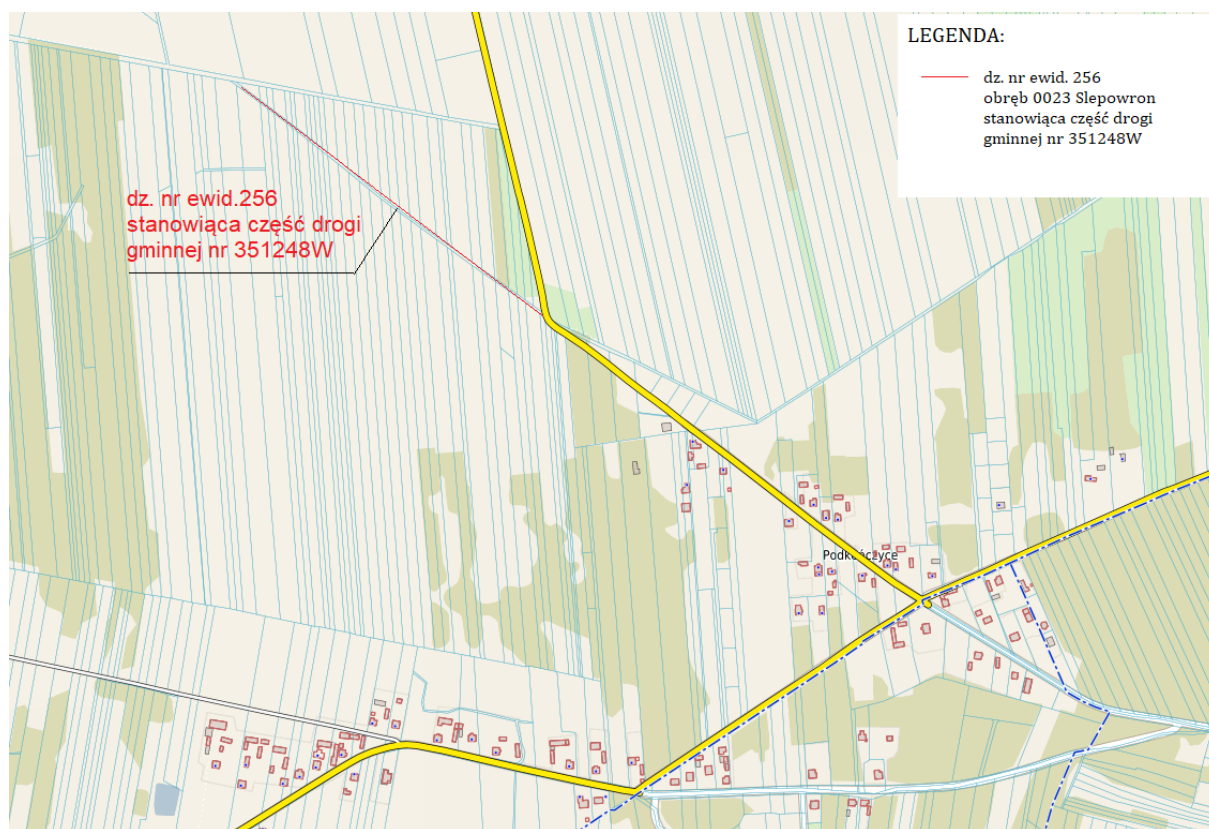 LEGENDA:
dz. nr ewid. 256
obręb 0023 Slepowron
stanowiąca część drogi
gminnej nr 351248W
dz. nr ewid.256
stanowiąca część drogi
gminnej nr 351248W
Podkończyce